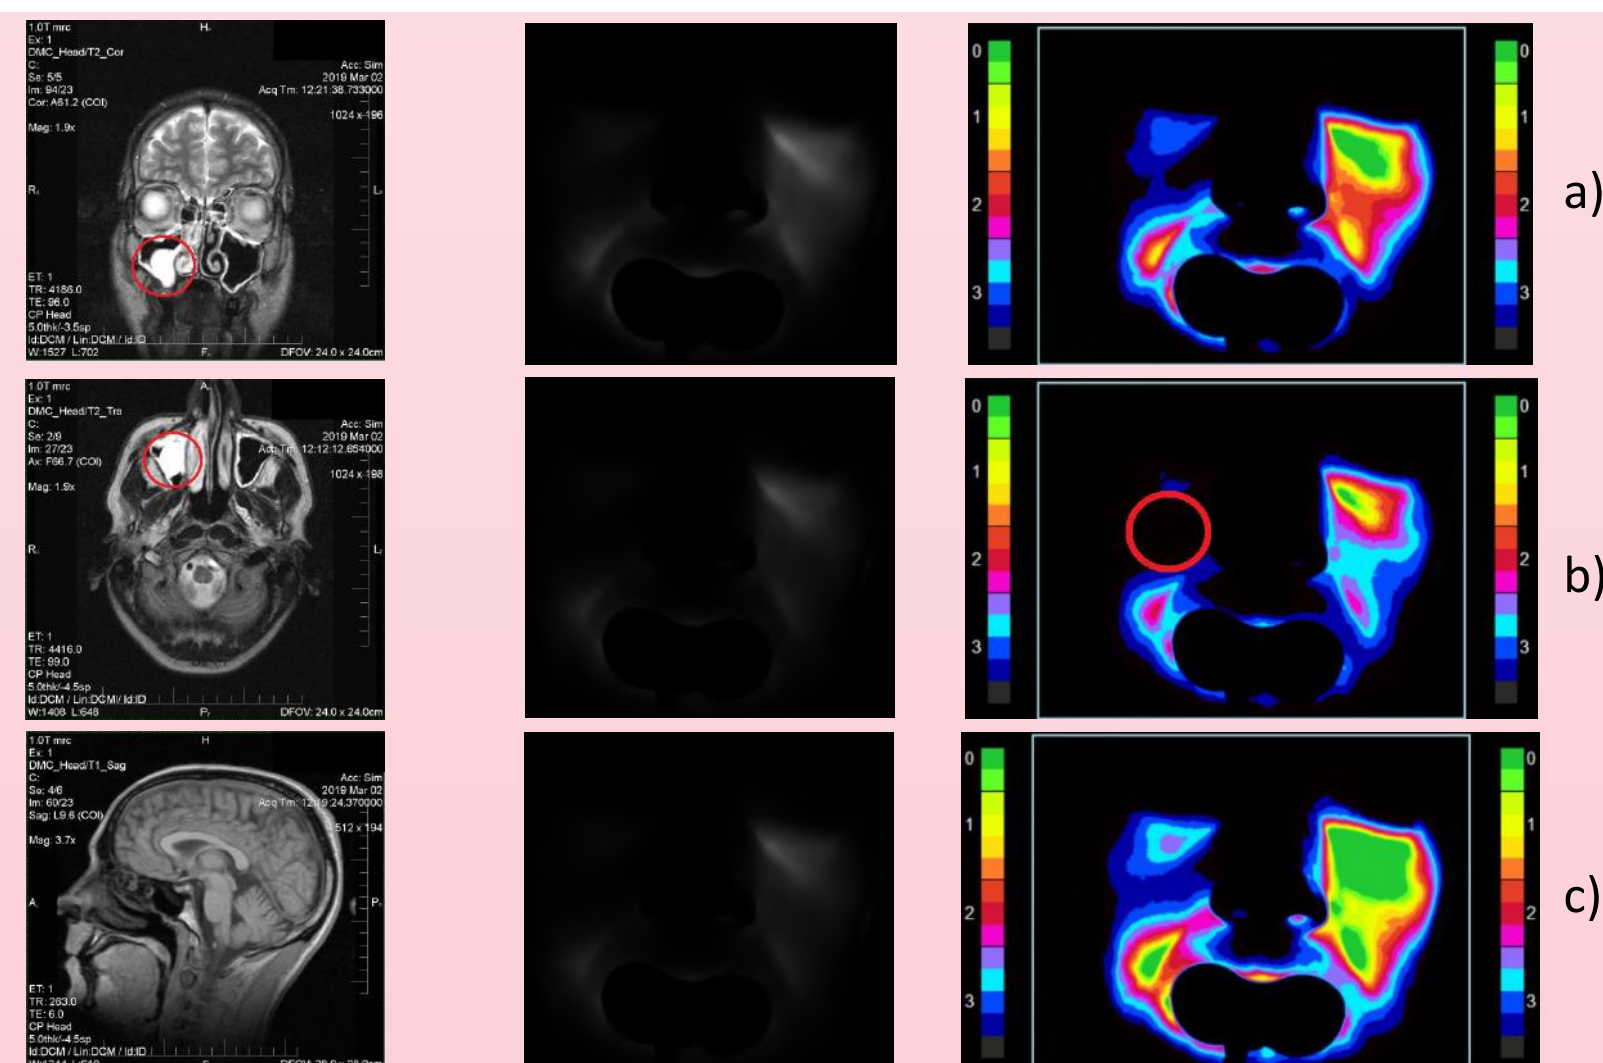 1.0T mrc
H
Ex: 1
DMC_Head/T2_Cor
C:
Acc: Sim
Se: 5/5
2019 Mar 02
Im: 94/23
Acq Tm: 12:21:38.733000
Cor: A61.2 (COI)
1024 x 196
Mag: 1.9x
R
L
ET: 1
TR: 4186.0
TE: 96.0
CP Head
5.0thk/-3.5sp
Id:DCM / Lin:DCM / Id:ID
W:1527 L:702
F
DFOV: 24.0 x 24.0cm
0
1
2
3
0
1
2
3
a)
1.0T mrc
A
Ex: 1
DMC_Head/T2_Tra
C:
Acc: Sim
Se: 2/9
2019 Mar 02
Im: 27/23
Acq Tm: 12:12:12.654000
Ax: F66.7 (COI)
1024 x 198
Mag: 1.9x
R
L
ET: 1
TR: 4416.0
TE: 99.0
CP Head
5.0thk/-4.5sp
Id:DCM / Lin:DCM / Id:ID
W:1408 L:648
P
DFOV: 24.0 x 24.0cm
0
1
2
3
0
1
2
3
b)
1.0T mrc
H
Ex: 1
DMC_Head/T1_Sag
C:
Acc: Sim
Se: 4/6
2019 Mar 02
Im: 60/23
Acq Tm: 12:19:24.370000
Sag: L9.6 (COI)
512 x 194
Mag: 3.7x
A
P
ET: 1
TR: 263.0
TE: 6.0
CP Head
5.0thk/-4.5sp
Id:DCM / Lin:DCM / Id:ID
0
1
2
3
0
1
2
3
c)